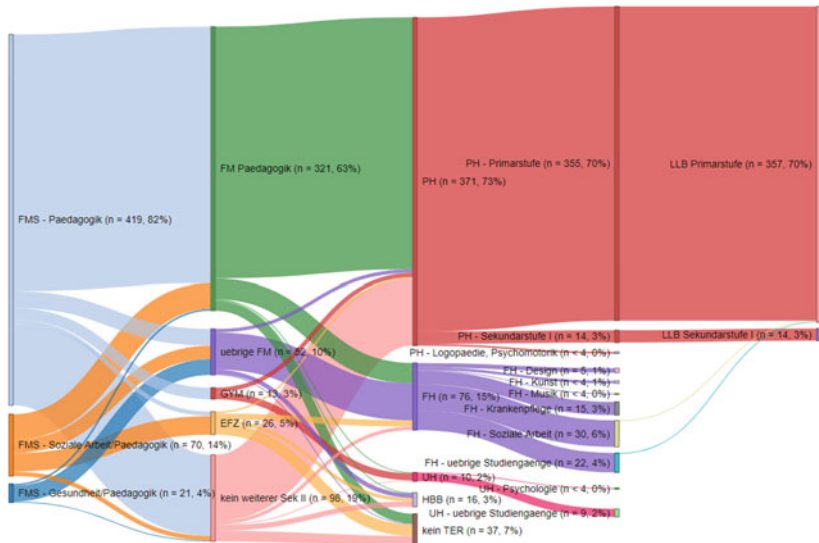 FMS - Paedagogik (n = 419, 82%)
FMS - Soziale Arbeit/Paedagogik (n = 70, 14%)
FMS - Gesundheit/Paedagogik (n = 21, 4%)
FM Paedagogik (n = 321, 63%)
uebrige FM (n = 52, 10%)
GYM (n = 13, 3%)
EFZ (n = 26, 5%)
kein weiterer Sek II (n = 98, 19%)
PH (n = 371, 73%)
FH (n = 76, 15%)
UH (n = 10, 2%)
HBB (n = 16, 3%)
kein TER (n = 37, 7%)
PH - Primarstufe (n = 355, 70%)
PH - Sekundarstufe I (n = 14, 3%)
PH - Logopaedie, Psychomotorik (n < 4, 0%)
FH - Design (n = 5, 1%)
FH - Kunst (n < 4, 1%)
FH - Musik (n < 4, 0%)
FH - Krankenpflege (n = 15, 3%)
FH - Soziale Arbeit (n = 30, 6%)
FH - uebrige Studiengaenge (n = 22, 4%)
UH - Psychologie (n < 4, 0%)
UH - uebrige Studiengaenge (n = 9, 2%)
LLB Primarstufe (n = 357, 70%)
LLB Sekundarstufe I (n = 14, 3%)